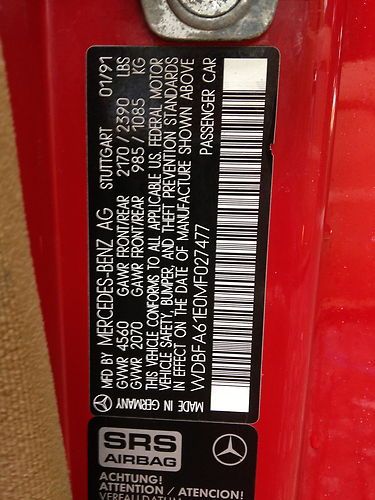 MFD BY MERCEDES-BENZ AG STUTTGART 01/91
GVWR 4560 GAWR FRONT/REAR 2170/2390 LBS
GVWR 2070 GAWR FRONT/REAR 985/1085 KG
THIS VEHICLE CONFORMS TO ALL APPLICABLE U.S. FEDERAL MOTOR
VEHICLE SAFETY, BUMPER, AND THEFT PREVENTION STANDARDS
IN EFFECT ON THE DATE OF MANUFACTURE SHOWN ABOVE
WDBFA61E0MF027477 PASSENGER CAR
MADE IN GERMANY
SRS
AIRBAG
ACHTUNG!
ATTENTION / ATENCION
VERFALLDATUM